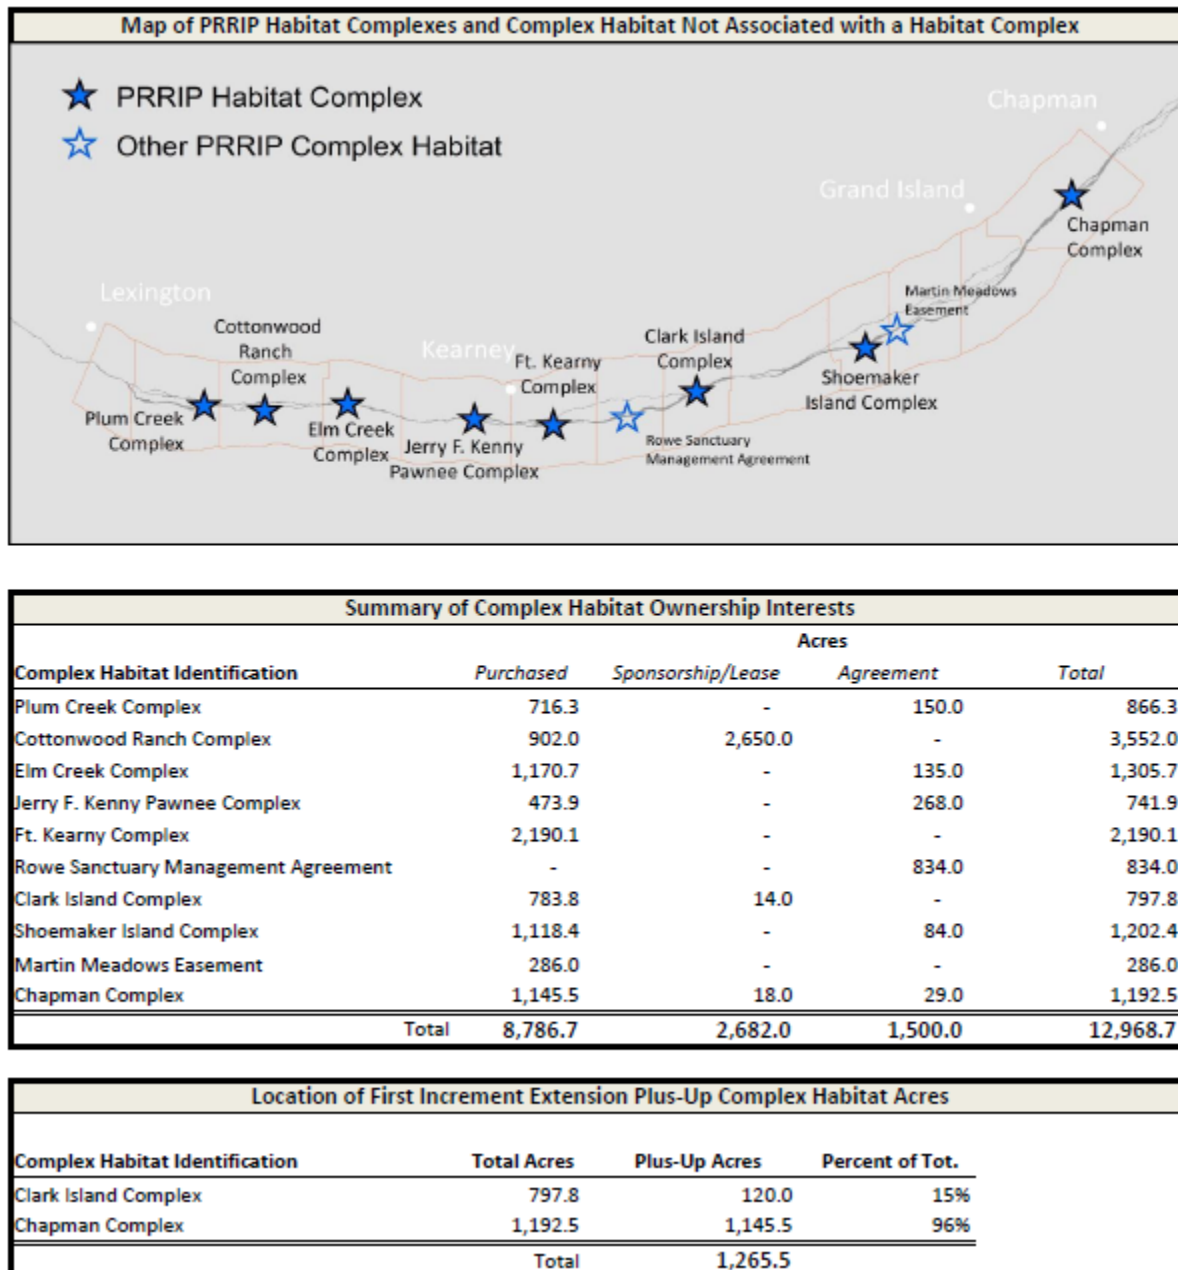 Map of PRRIP Habitat Complexes and Complex Habitat Not Associated with a Habitat Complex
PRRIP Habitat Complex
Other PRRIP Complex Habitat
Chapman
Grand Island
Chapman
Complex
Lexington
Martin Meadows
Easement
Cottonwood
Ranch
Complex
Kearney
Clark Island
Complex
Ft. Kearny
Complex
Shoemaker
Island Complex
Plum Creek
Complex
Elm Creek
Complex
Jerry F. Kenny
Pawnee Complex
Rowe Sanctuary
Management Agreement
Summary of Complex Habitat Ownership Interests
Acres
Complex Habitat Identification Purchased Sponsorship/Lease Agreement Total
Plum Creek Complex 716.3 - 150.0 866.3
Cottonwood Ranch Complex 902.0 2,650.0 - 3,552.0
Elm Creek Complex 1,170.7 - 135.0 1,305.7
Jerry F. Kenny Pawnee Complex 473.9 - 268.0 741.9
Ft. Kearny Complex 2,190.1 - - 2,190.1
Rowe Sanctuary Management Agreement - - 834.0 834.0
Clark Island Complex 783.8 14.0 - 797.8
Shoemaker Island Complex 1,118.4 - 84.0 1,202.4
Martin Meadows Easement 286.0 - - 286.0
Chapman Complex 1,145.5 18.0 29.0 1,192.5
Total 8,786.7 2,682.0 1,500.0 12,968.7
Location of First Increment Extension Plus-Up Complex Habitat Acres
Complex Habitat Identification Total Acres Plus-Up Acres Percent of Tot.
Clark Island Complex 797.8 120.0 15%
Chapman Complex 1,192.5 1,145.5 96%
Total 1,265.5